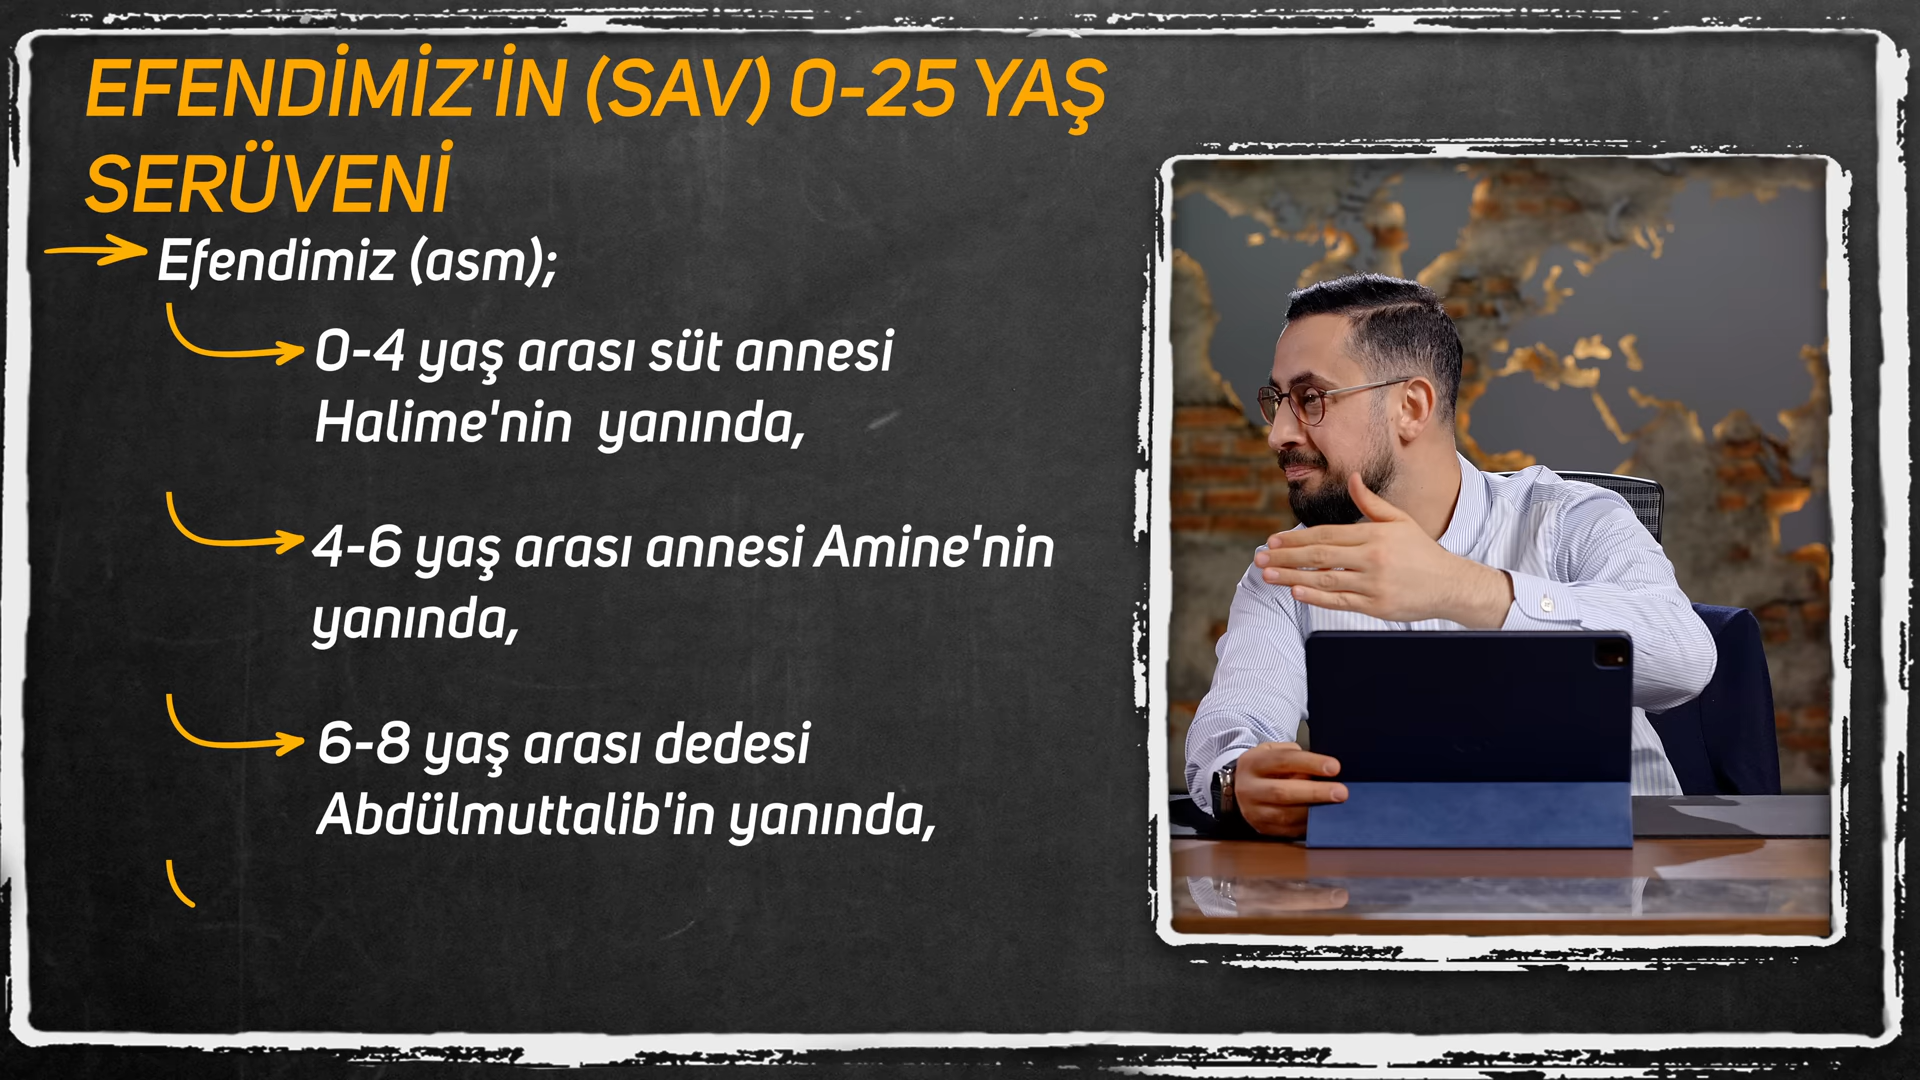 EFENDİMİZ'İN (SAV) 0-25 YAŞ
SERÜVENİ
Efendimiz (asm);
0-4 yaş arası süt annesi
Halime'nin yanında,
4-6 yaş arası annesi Amine'nin
yanında,
6-8 yaş arası dedesi
Abdülmuttalib'in yanında,